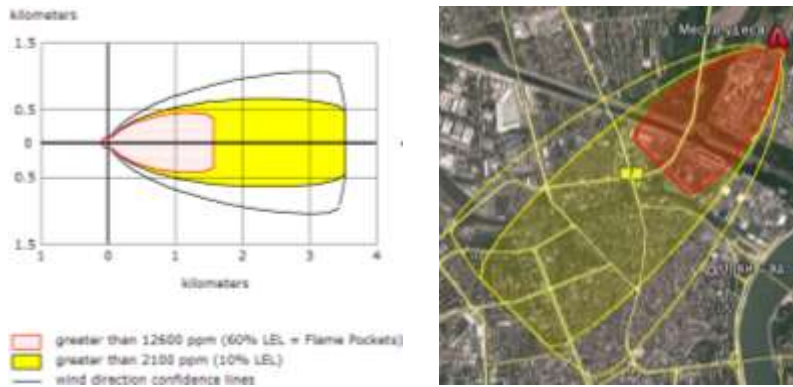 kilometers
1.5
0.5
0
0.5
1.5
1 0 1 2 3 4
kilometers
greater than 12600 ppm (60% LEL = Flame Pockets)
greater than 2100 ppm (10% LEL)
wind direction confidence lines
Место